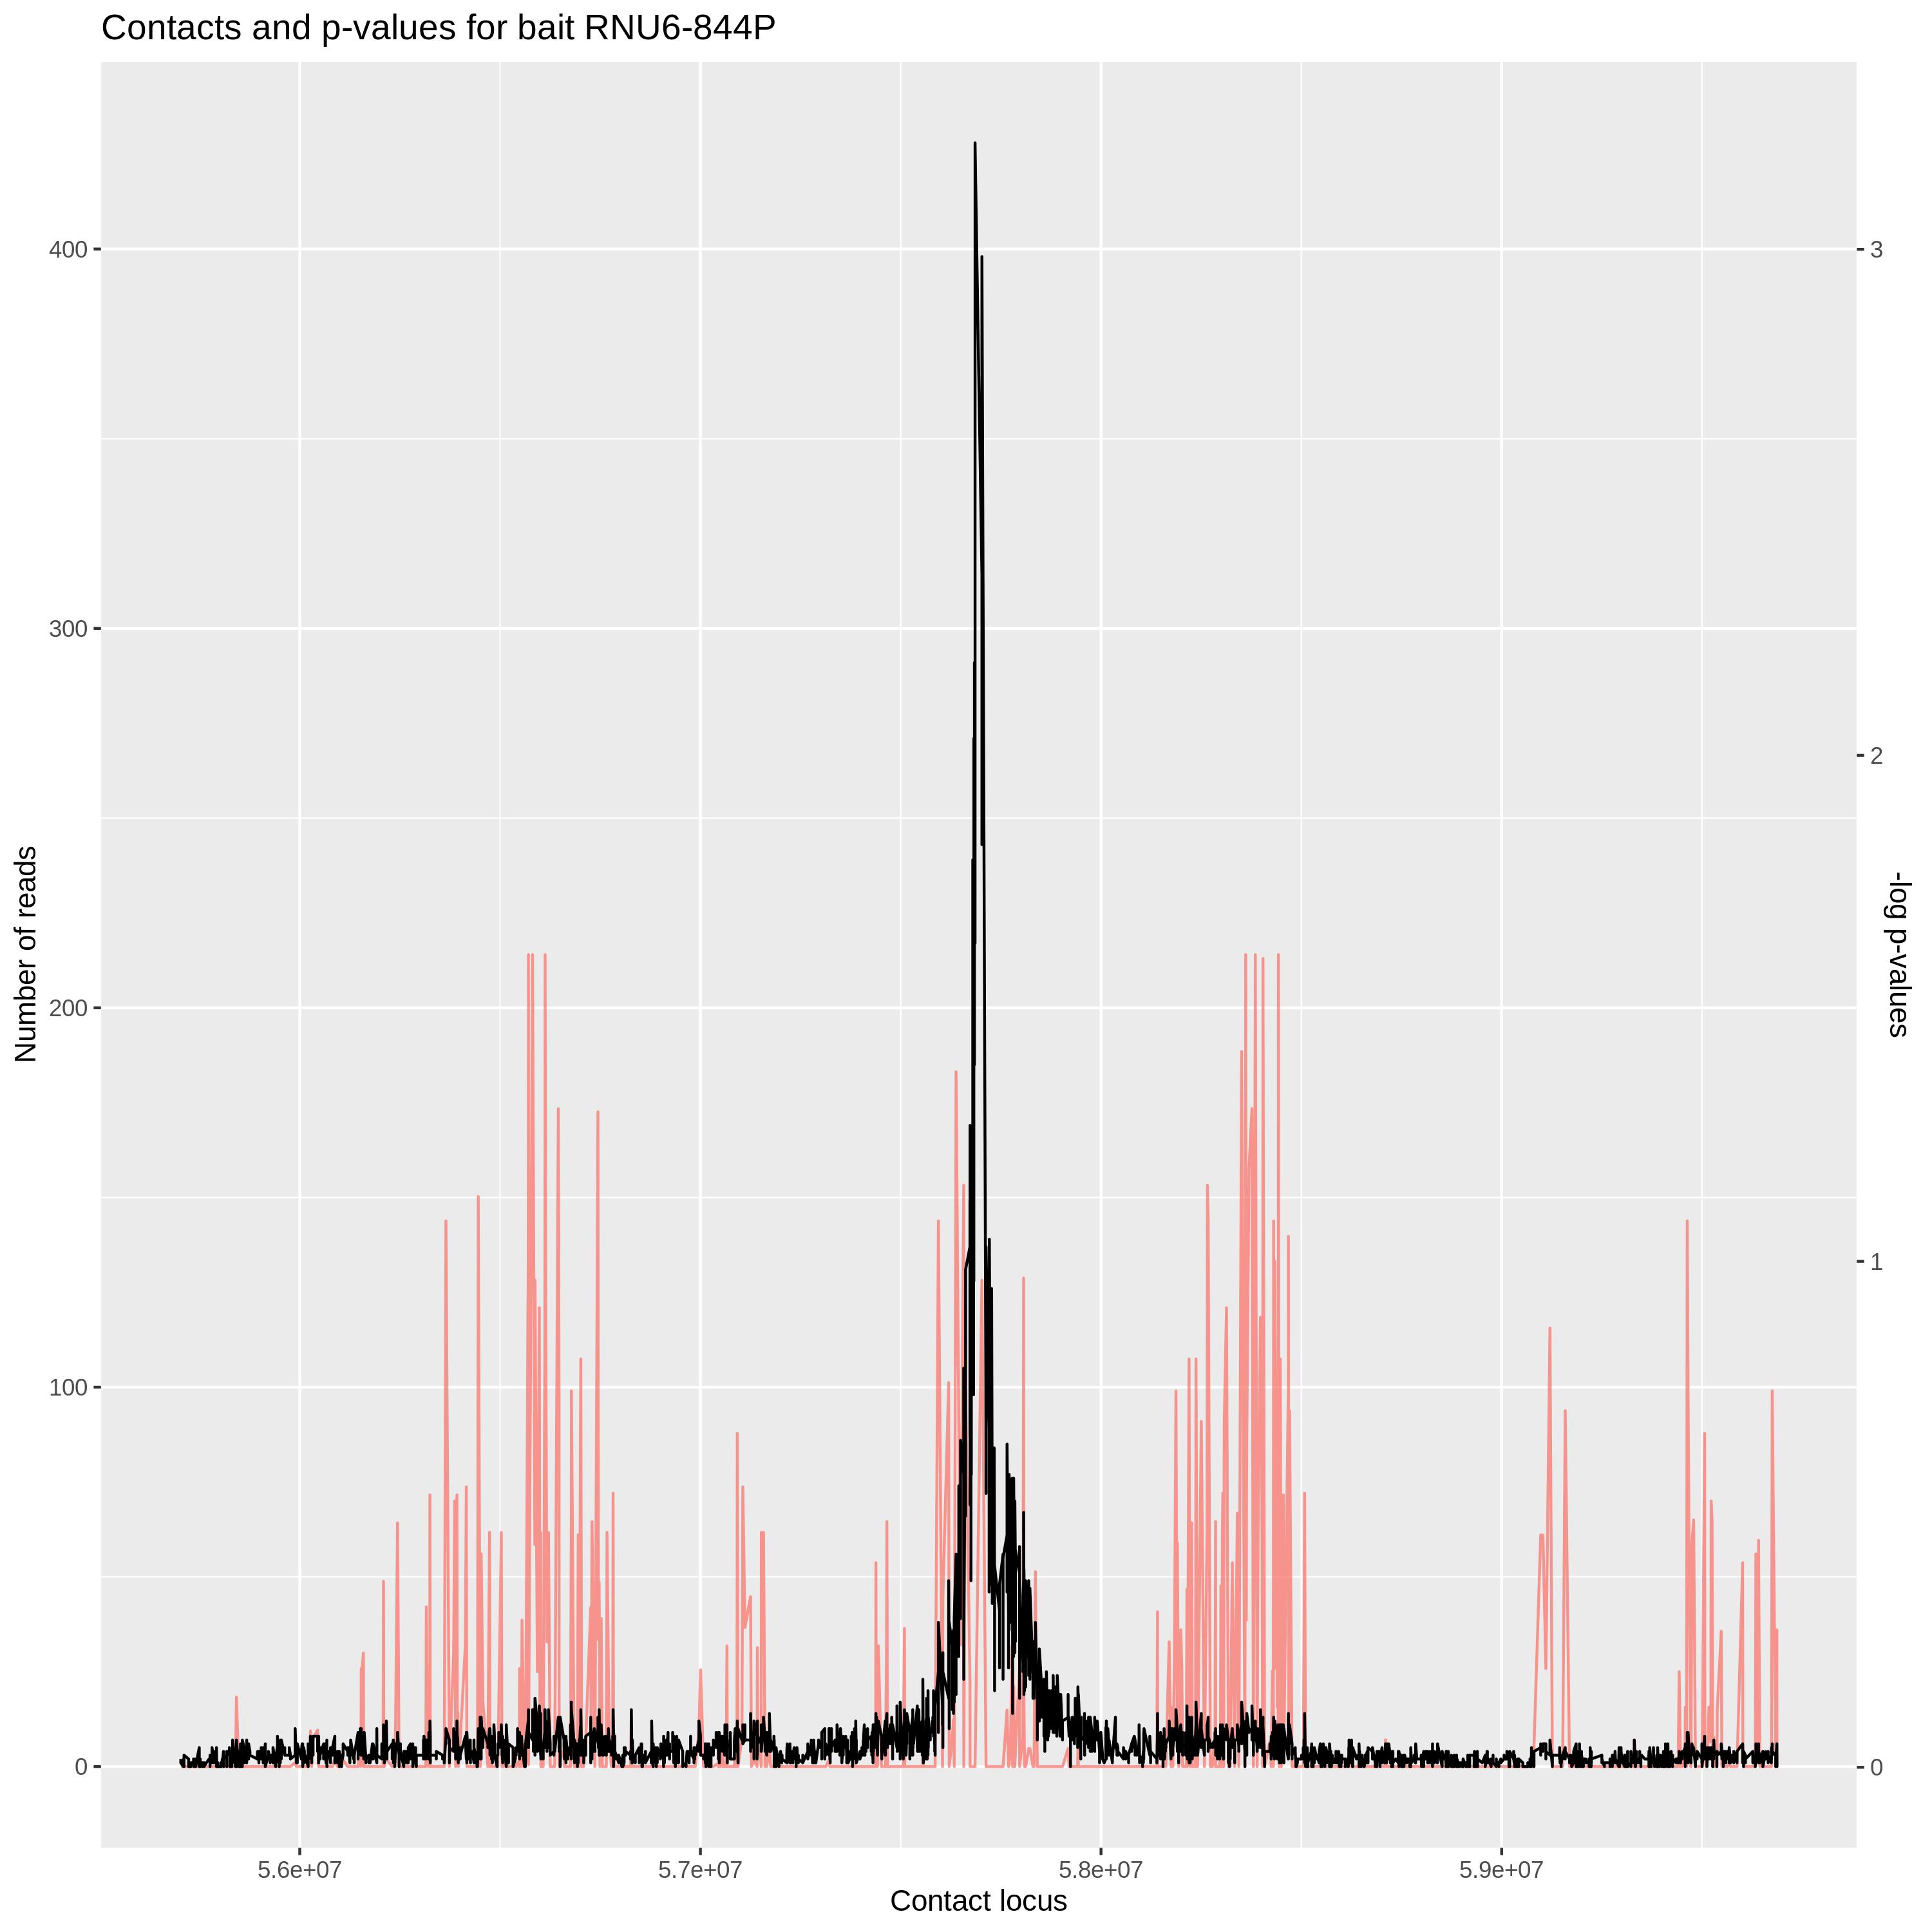 Contacts and p-values for bait RNU6-844P
400
300
200
100
0
Number of reads
3
2
1
0
-log p-values
5.6e+07
5.7e+07
5.8e+07
5.9e+07
Contact locus